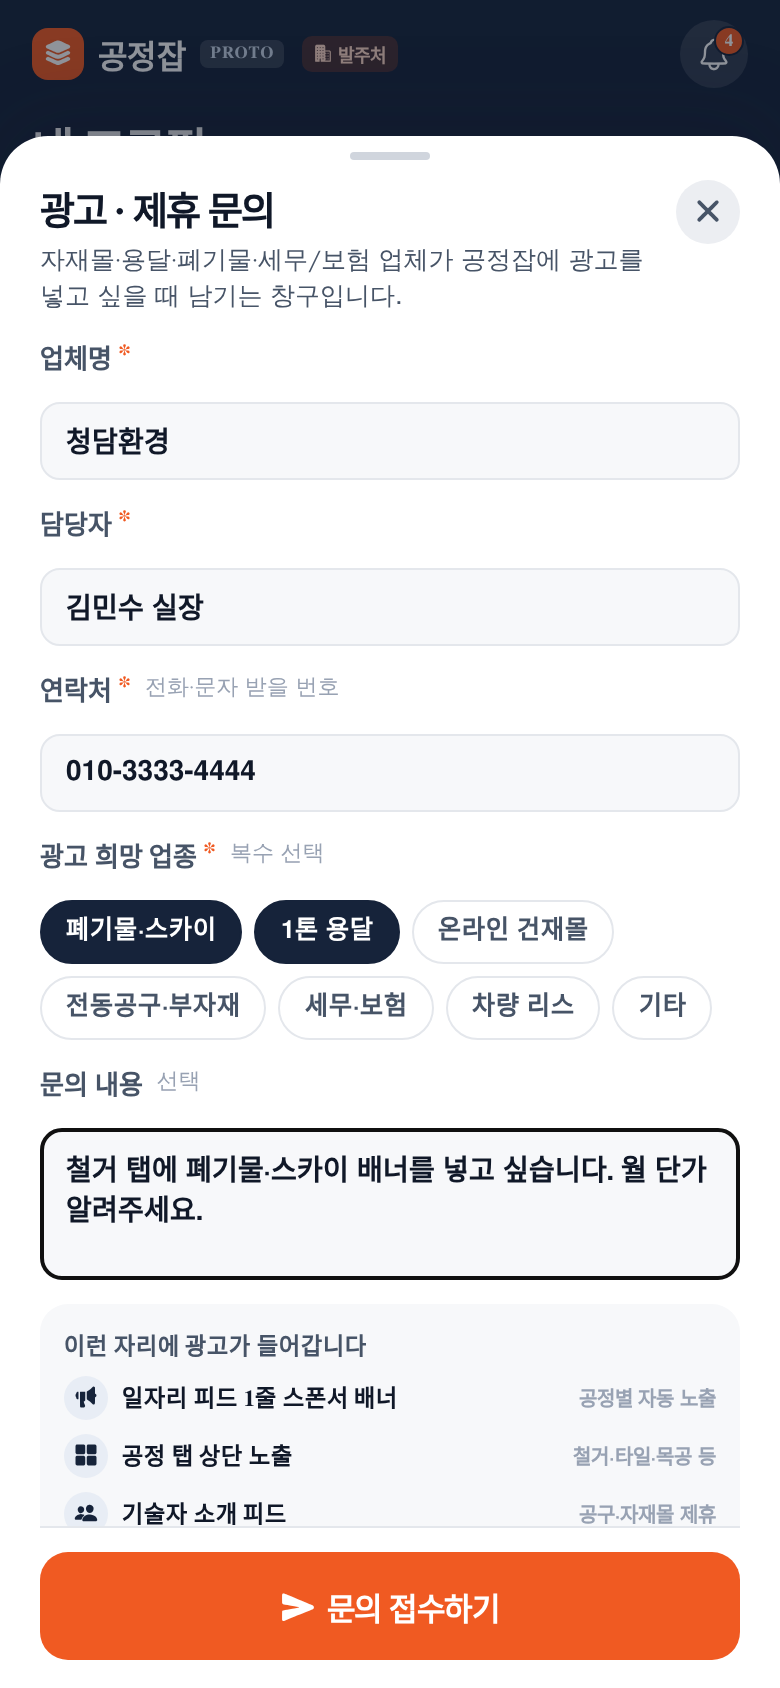 공정잡 PROTO 발주처 4
광고 · 제휴 문의
자재몰·용달·폐기물·세무/보험 업체가 공정잡에 광고를
넣고 싶을 때 남기는 창구입니다.
업체명 *
청담환경
담당자 *
김민수 실장
연락처 * 전화·문자 받을 번호
010-3333-4444
광고 희망 업종 * 복수 선택
폐기물·스카이 1톤 용달 온라인 건재몰
전동공구·부자재 세무·보험 차량 리스 기타
문의 내용 선택
철거 탭에 폐기물·스카이 배너를 넣고 싶습니다. 월 단가
알려주세요.
이런 자리에 광고가 들어갑니다
일자리 피드 1줄 스폰서 배너 공정별 자동 노출
공정 탭 상단 노출 철거·타일·목공 등
기술자 소개 피드 공구·자재몰 제휴
문의 접수하기